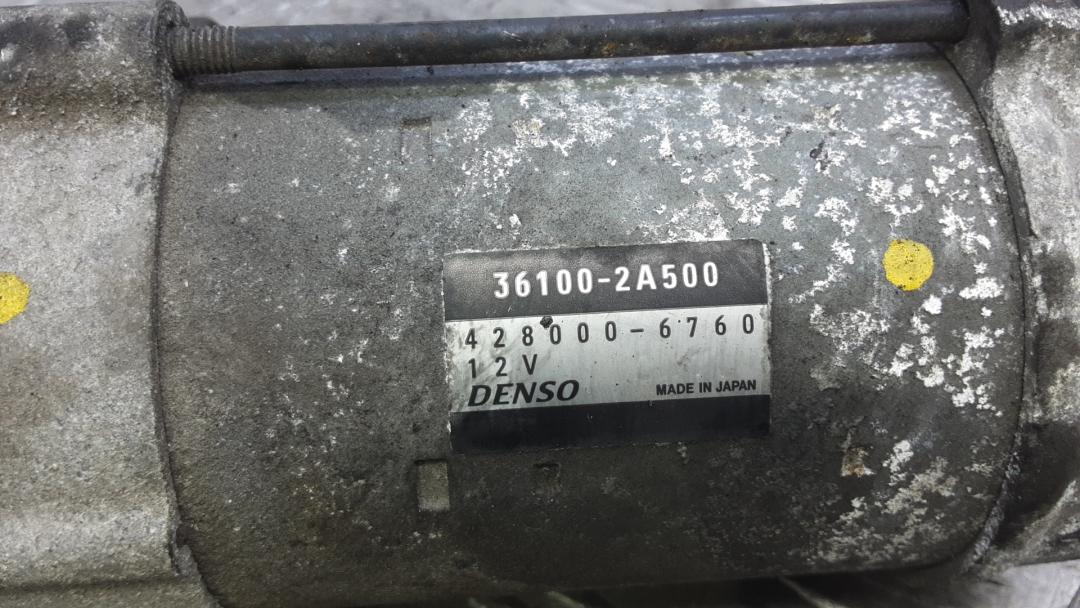 36100-2A500
428000-6760
12V
DENSO MADE IN JAPAN